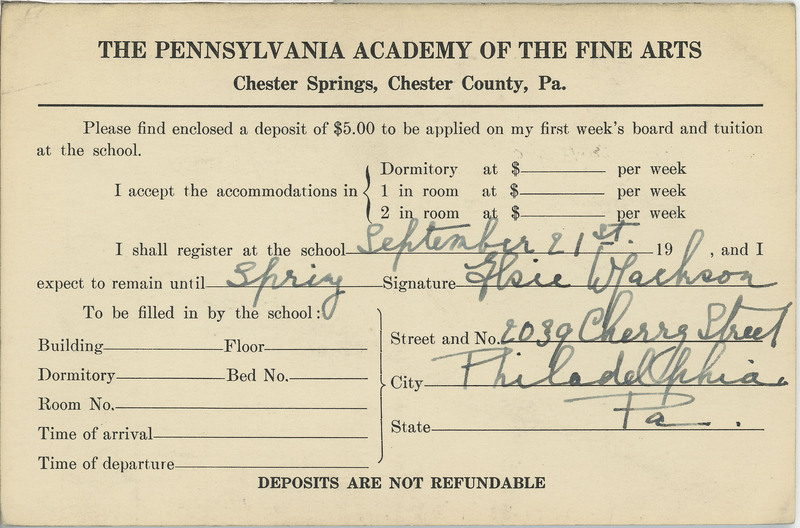 THE PENNSYLVANIA ACADEMY OF THE FINE ARTS
Chester Springs, Chester County, Pa.
Please find enclosed a deposit of $5.00 to be applied on my first week's board and tuition
at the school.
I accept the accommodations in
Dormitory at $ per week
1 in room at $ per week
2 in room at $ per week
I shall register at the school September 21st. 19 , and I
expect to remain until Spring Signature Elsie W Jackson
To be filled in by the school:
Building Floor
Dormitory Bed No.
Room No.
Time of arrival
Time of departure
Street and No. 2039 Cherry Street
City Philadelphia.
State Pa.
DEPOSITS ARE NOT REFUNDABLE